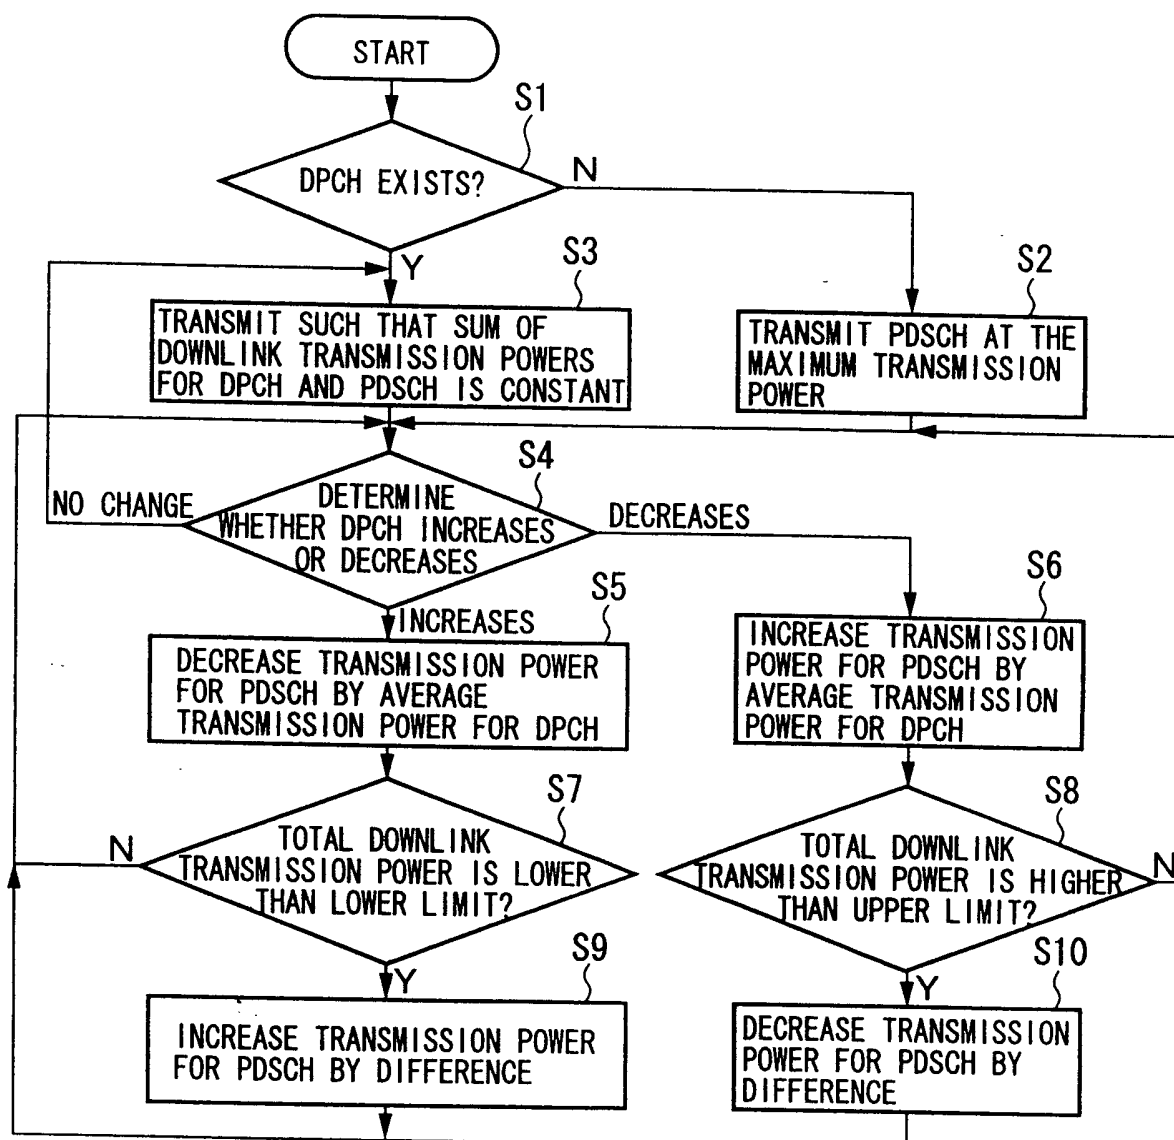 START
S1
DPCH EXISTS?
N
Y
S3
TRANSMIT SUCH THAT SUM OF
DOWNLINK TRANSMISSION POWERS
FOR DPCH AND PDSCH IS CONSTANT
S2
TRANSMIT PDSCH AT THE
MAXIMUM TRANSMISSION
POWER
S4
NO CHANGE
DETERMINE
WHETHER DPCH INCREASES
OR DECREASES
DECREASES
INCREASES
S5
DECREASE TRANSMISSION POWER
FOR PDSCH BY AVERAGE
TRANSMISSION POWER FOR DPCH
S6
INCREASE TRANSMISSION
POWER FOR PDSCH BY
AVERAGE TRANSMISSION
POWER FOR DPCH
S7
N
TOTAL DOWNLINK
TRANSMISSION POWER IS LOWER
THAN LOWER LIMIT?
Y
S8
TOTAL DOWNLINK
TRANSMISSION POWER IS HIGHER
THAN UPPER LIMIT?
N
Y
S9
INCREASE TRANSMISSION POWER
FOR PDSCH BY DIFFERENCE
S10
DECREASE TRANSMISSION
POWER FOR PDSCH BY
DIFFERENCE